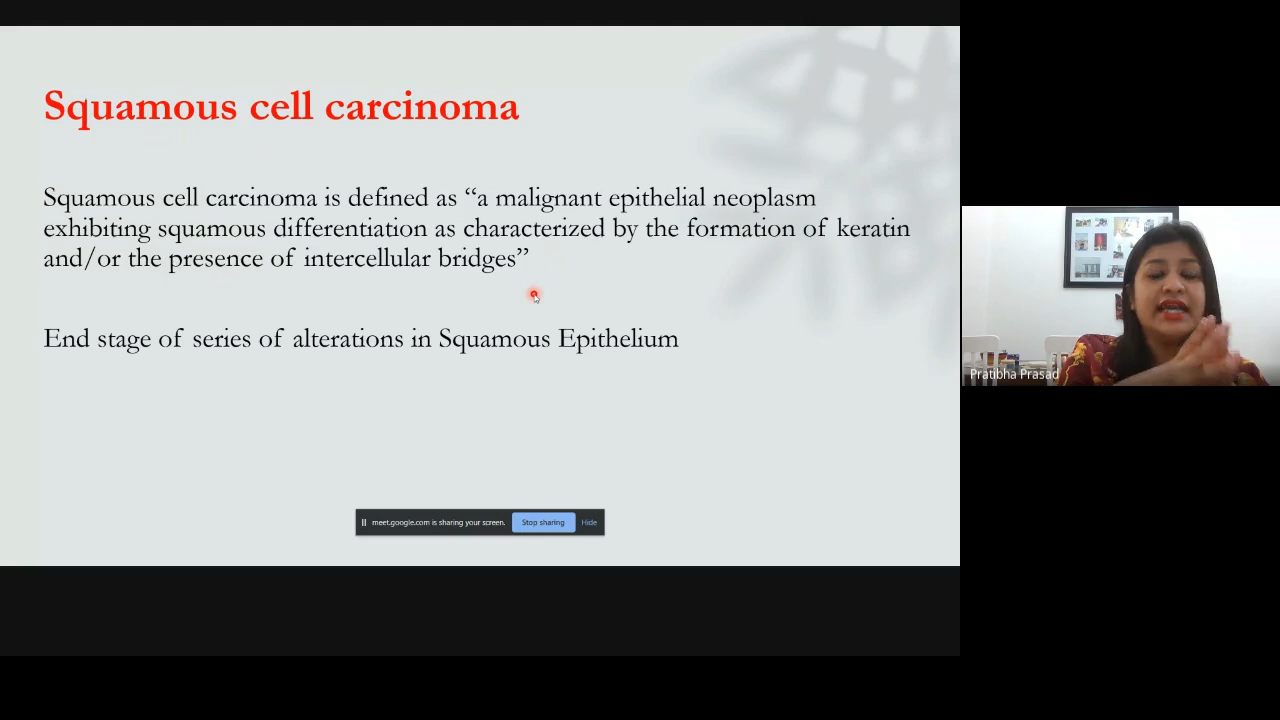 Squamous cell carcinoma
Squamous cell carcinoma is defined as “a malignant epithelial neoplasm
exhibiting squamous differentiation as characterized by the formation of keratin
and/or the presence of intercellular bridges”
End stage of series of alterations in Squamous Epithelium
meet.google.com is sharing your screen. Stop sharing Hide
Pratibha Prasad